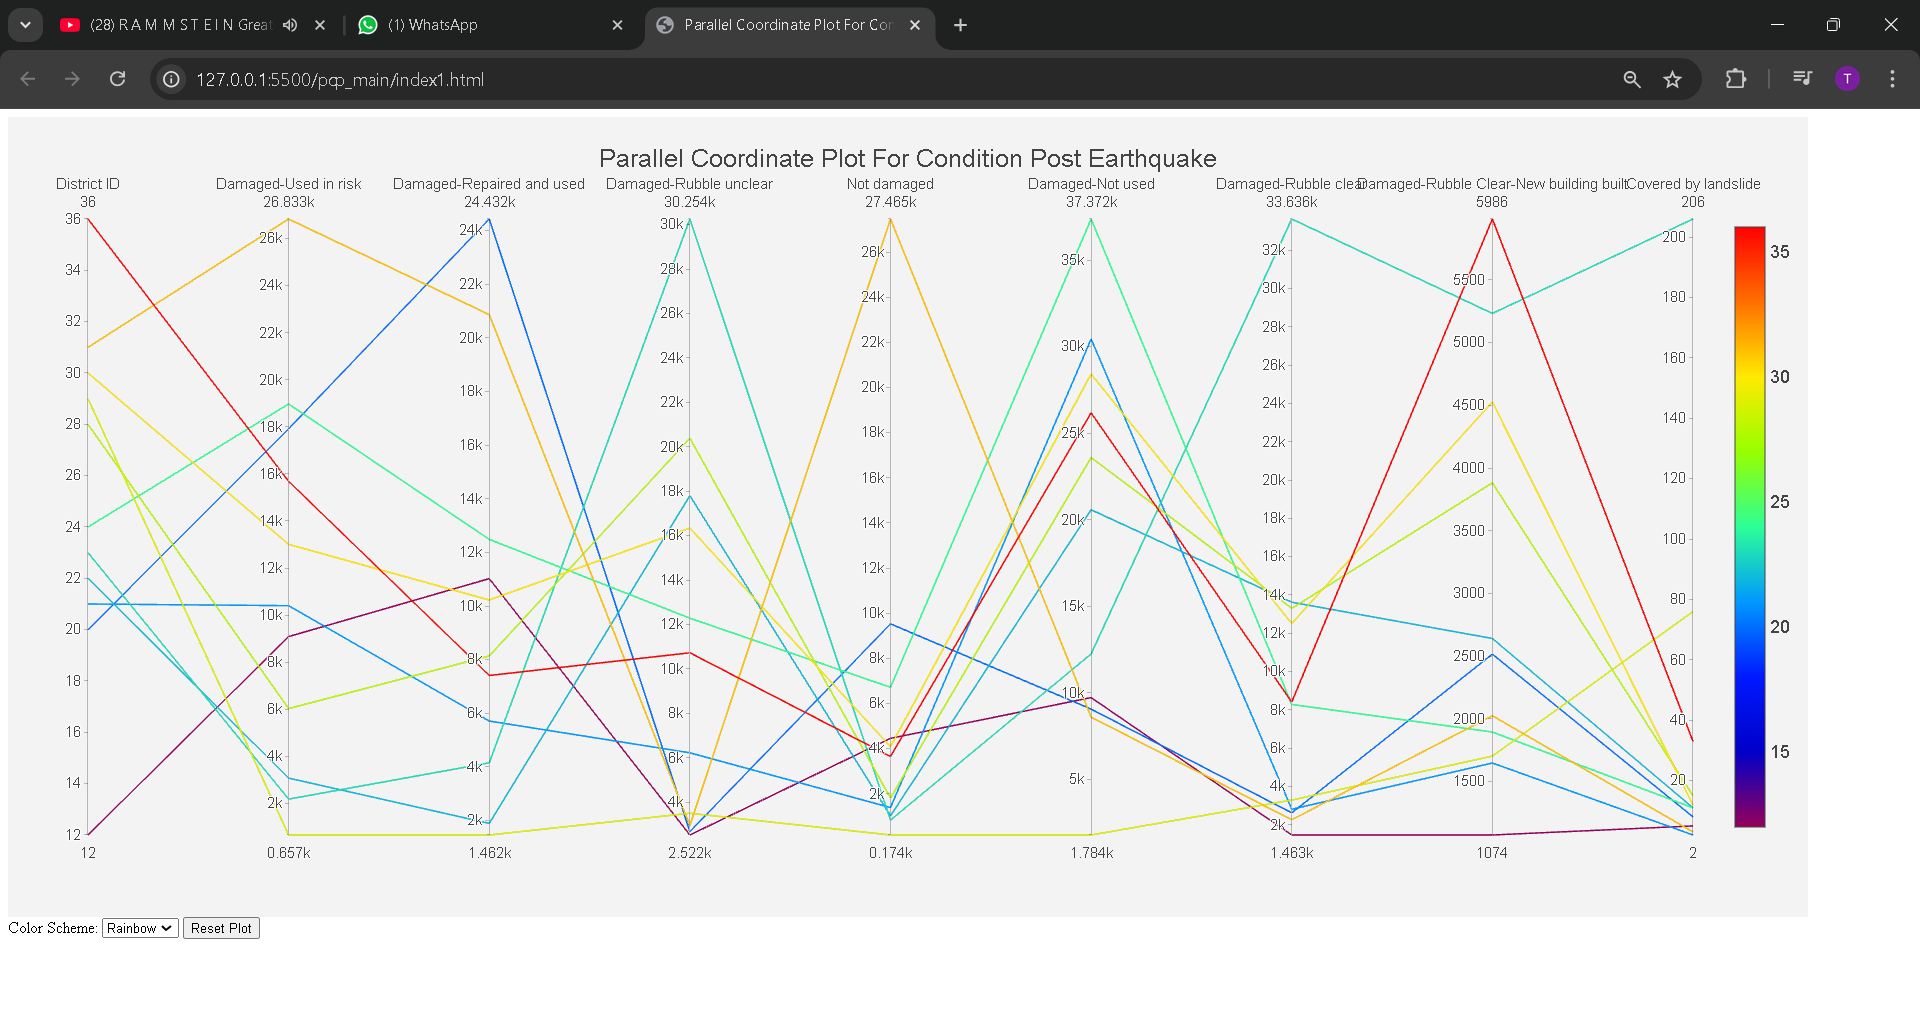 (28) R A M M S T E I N Great
(1) WhatsApp
Parallel Coordinate Plot For Con
127.0.0.1:5500/pcp_main/index1.html
T
Parallel Coordinate Plot For Condition Post Earthquake
District ID
36
36
34
32
30
28
26
24
22
20
18
16
14
12
12
Damaged-Used in risk
26.833k
26k
24k
22k
20k
18k
16k
14k
12k
10k
8k
6k
4k
2k
0.657k
Damaged-Repaired and used
24.432k
24k
22k
20k
18k
16k
14k
12k
10k
8k
6k
4k
2k
1.462k
Damaged-Rubble unclear
30.254k
30k
28k
26k
24k
22k
20k
18k
16k
14k
12k
10k
8k
6k
4k
2.522k
Not damaged
27.465k
26k
24k
22k
20k
18k
16k
14k
12k
10k
8k
6k
4k
2k
0.174k
Damaged-Not used
37.372k
35k
30k
25k
20k
15k
10k
5k
1.784k
Damaged-Rubble clear
33.636k
32k
30k
28k
26k
24k
22k
20k
18k
16k
14k
12k
10k
8k
6k
4k
2k
1.463k
Damaged-Rubble Clear-New building built
5986
5500
5000
4500
4000
3500
3000
2500
2000
1500
1074
Covered by landslide
206
200
180
160
140
120
100
80
60
40
20
2
35
30
25
20
15
Color Scheme: Rainbow Reset Plot